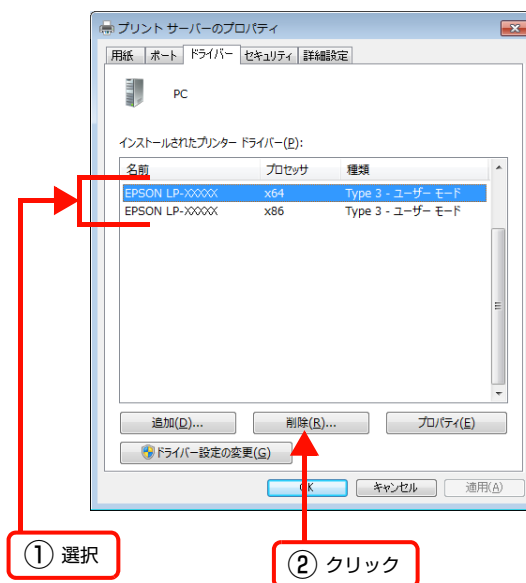 プリント サーバーのプロパティ
用紙 ポート ドライバー セキュリティ 詳細設定
PC
インストールされたプリンター ドライバー(P):
名前 プロセッサ 種類
EPSON LP-XXXXX x64 Type 3 - ユーザー モード
EPSON LP-XXXXX x86 Type 3 - ユーザー モード
追加(D)... 削除(R)... プロパティ(E)
ドライバー設定の変更(G)
OK キャンセル 適用(A)
① 選択
② クリック